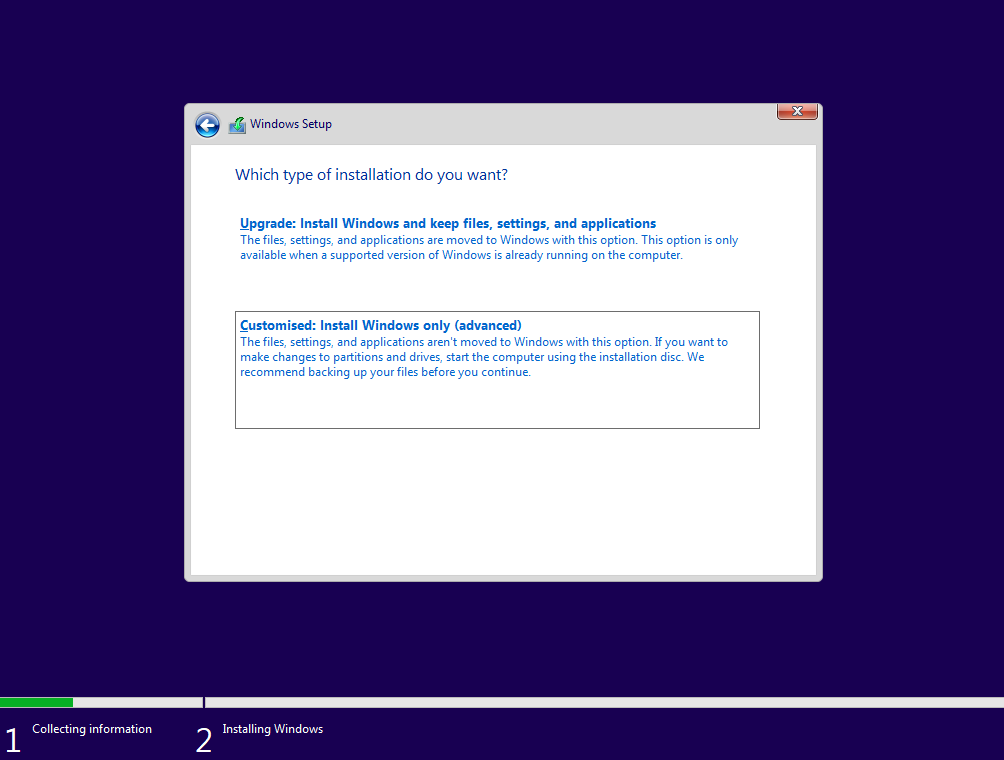 Windows Setup
Which type of installation do you want?
Upgrade: Install Windows and keep files, settings, and applications
The files, settings, and applications are moved to Windows with this option. This option is only
available when a supported version of Windows is already running on the computer.
Customised: Install Windows only (advanced)
The files, settings, and applications aren't moved to Windows with this option. If you want to
make changes to partitions and drives, start the computer using the installation disc. We
recommend backing up your files before you continue.
1 Collecting information
2 Installing Windows